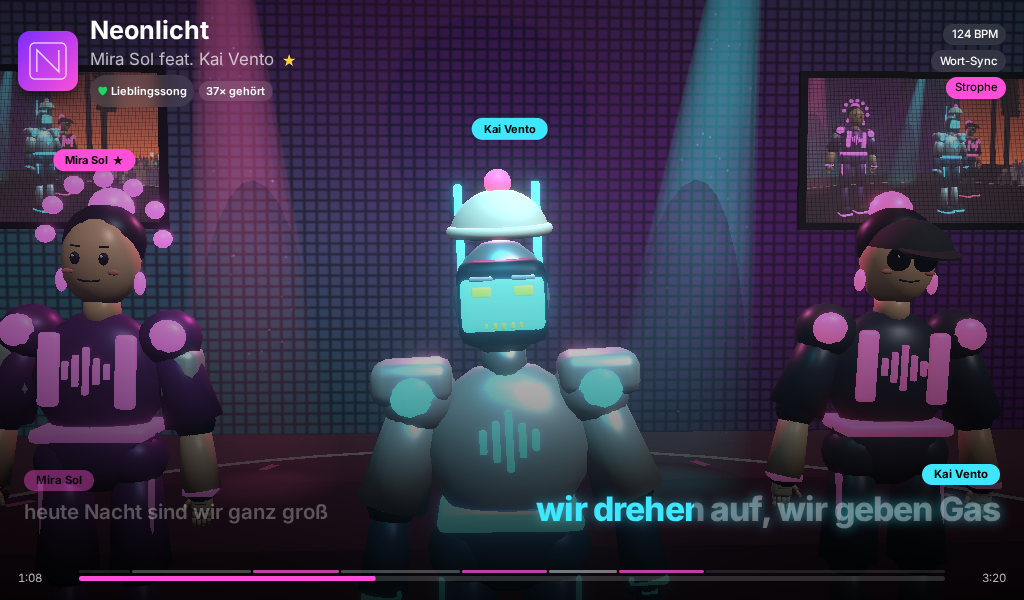 Neonlicht
Mira Sol feat. Kai Vento ★
Lieblingssong
37× gehört
124 BPM
Wort-Sync
Strophe
N
Kai Vento
Mira Sol ★
Mira Sol
heute Nacht sind wir ganz groß
Kai Vento
wir drehen auf, wir geben Gas
1:08
3:20